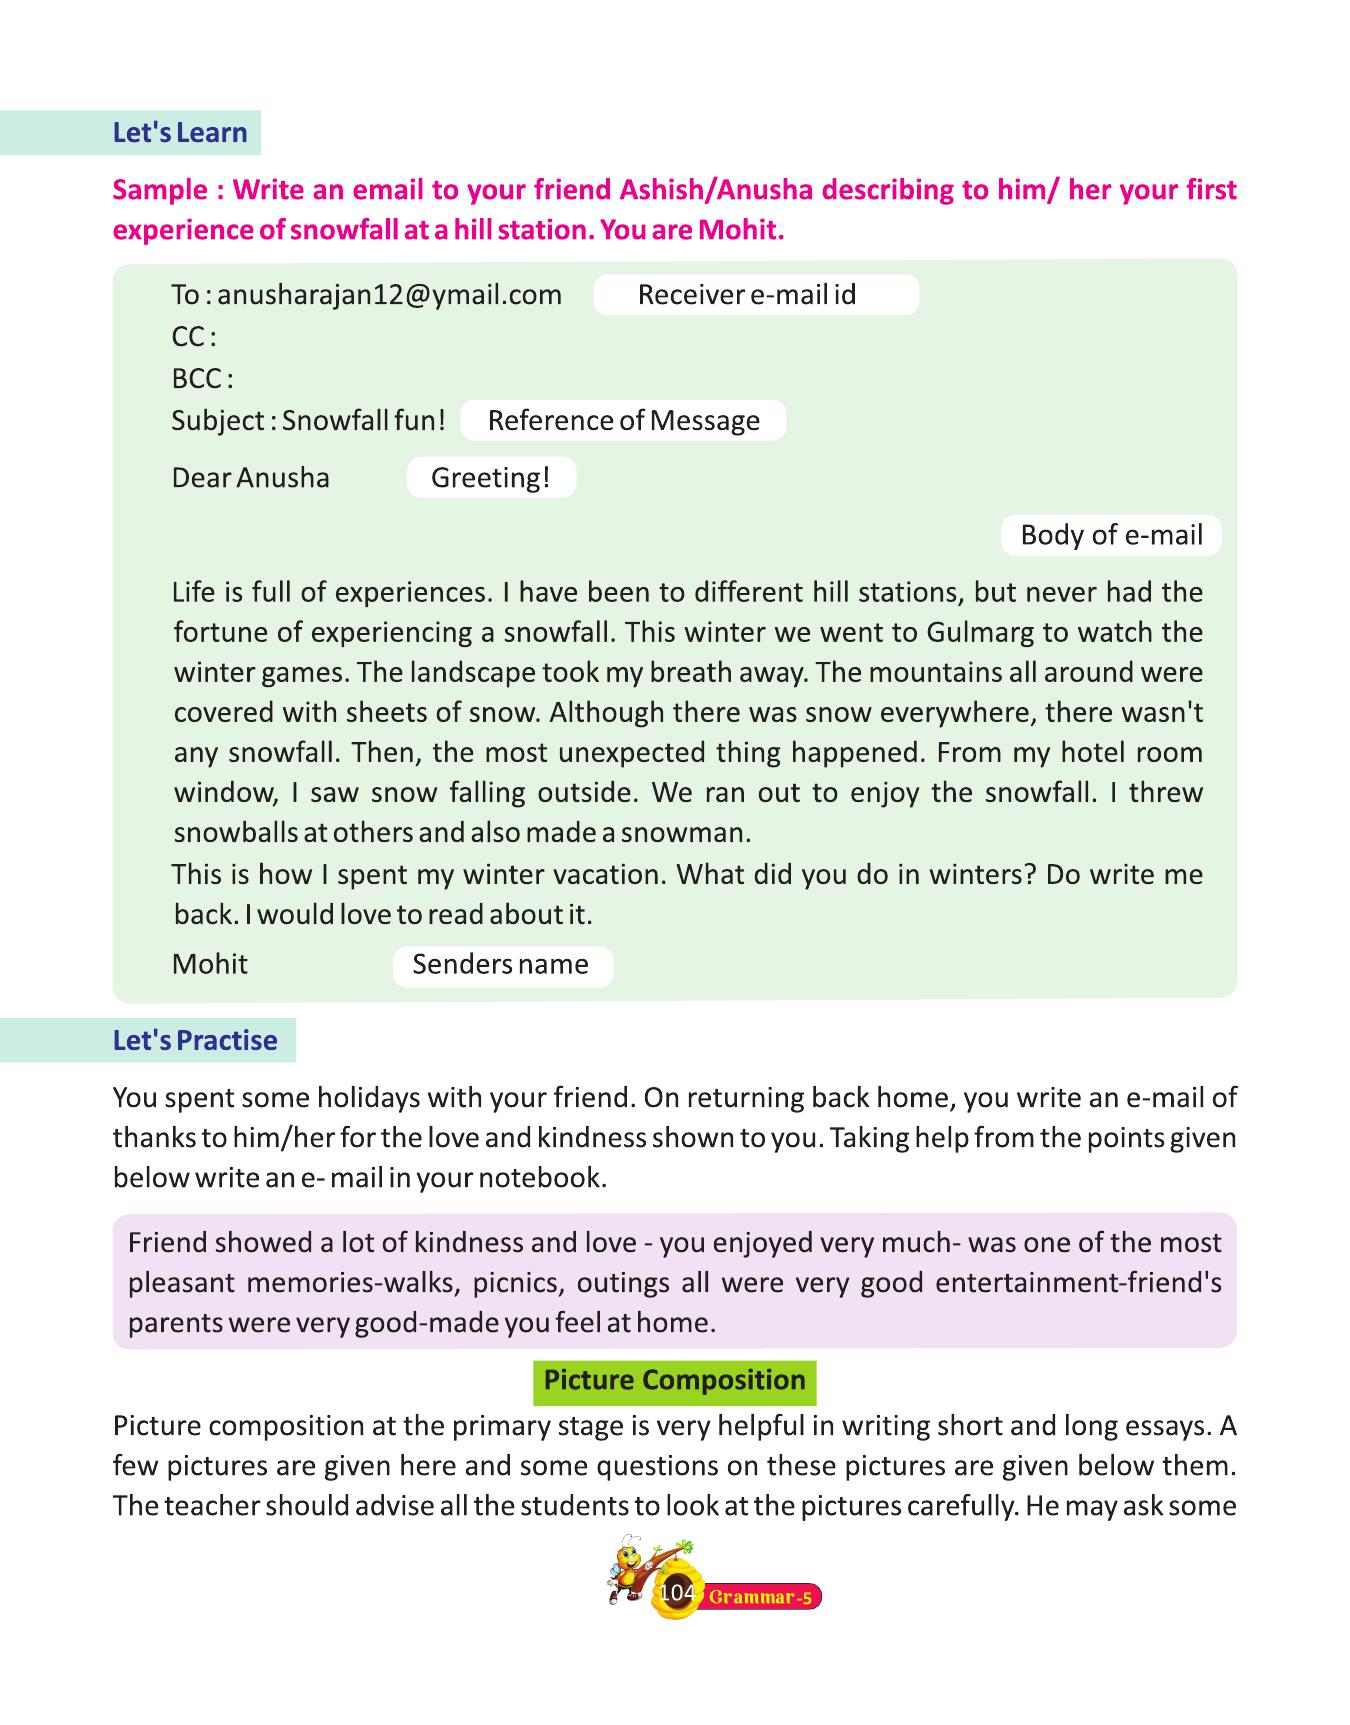 Let's Learn
Sample : Write an email to your friend Ashish/Anusha describing to him/ her your first
experience of snowfall at a hill station. You are Mohit.
To : anusharajan12@ymail.com Receiver e-mail id
CC :
BCC :
Subject : Snowfall fun! Reference of Message
Dear Anusha Greeting!
Body of e-mail
Life is full of experiences. I have been to different hill stations, but never had the
fortune of experiencing a snowfall. This winter we went to Gulmarg to watch the
winter games. The landscape took my breath away. The mountains all around were
covered with sheets of snow. Although there was snow everywhere, there wasn't
any snowfall. Then, the most unexpected thing happened. From my hotel room
window, I saw snow falling outside. We ran out to enjoy the snowfall. I threw
snowballs at others and also made a snowman.
This is how I spent my winter vacation. What did you do in winters? Do write me
back. I would love to read about it.
Mohit Senders name
Let's Practise
You spent some holidays with your friend. On returning back home, you write an e-mail of
thanks to him/her for the love and kindness shown to you. Taking help from the points given
below write an e- mail in your notebook.
Friend showed a lot of kindness and love - you enjoyed very much- was one of the most
pleasant memories-walks, picnics, outings all were very good entertainment-friend's
parents were very good-made you feel at home.
Picture Composition
Picture composition at the primary stage is very helpful in writing short and long essays. A
few pictures are given here and some questions on these pictures are given below them.
The teacher should advise all the students to look at the pictures carefully. He may ask some
104 Grammar-5